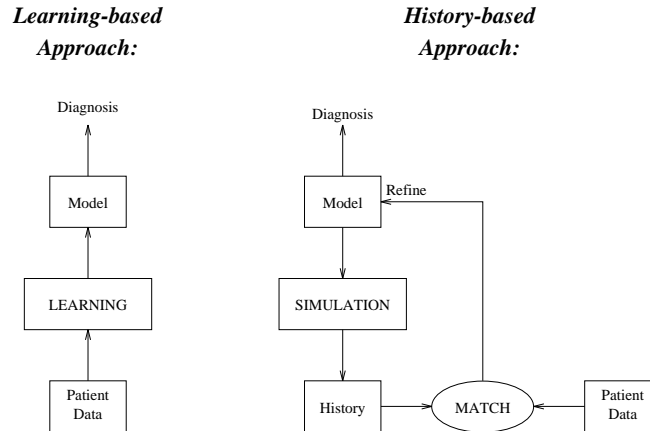 Learning-based
Approach:
Diagnosis
Model
LEARNING
Patient
Data
History-based
Approach:
Diagnosis
Refine
Model
SIMULATION
History
MATCH
Patient
Data